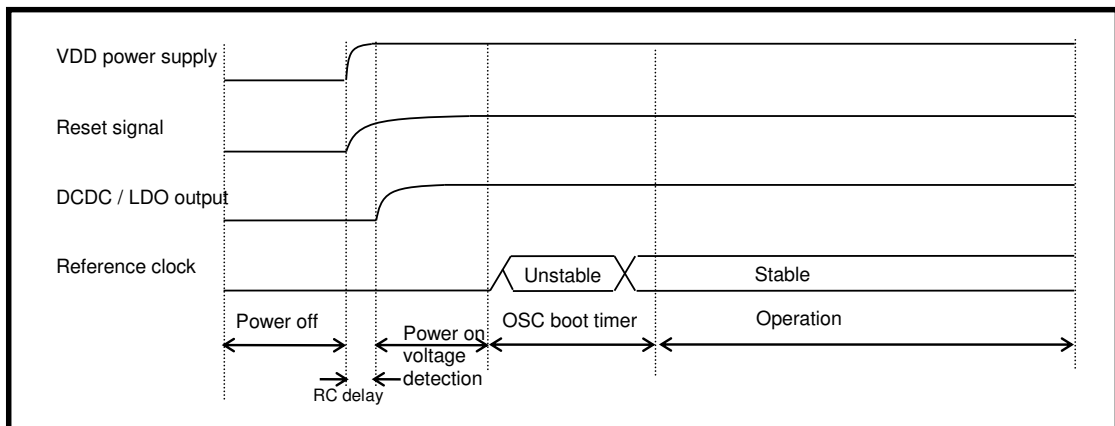 VDD power supply
Reset signal
DCDC / LDO output
Reference clock
Unstable
Stable
Power off
Power on
voltage
detection
OSC boot timer
Operation
RC delay